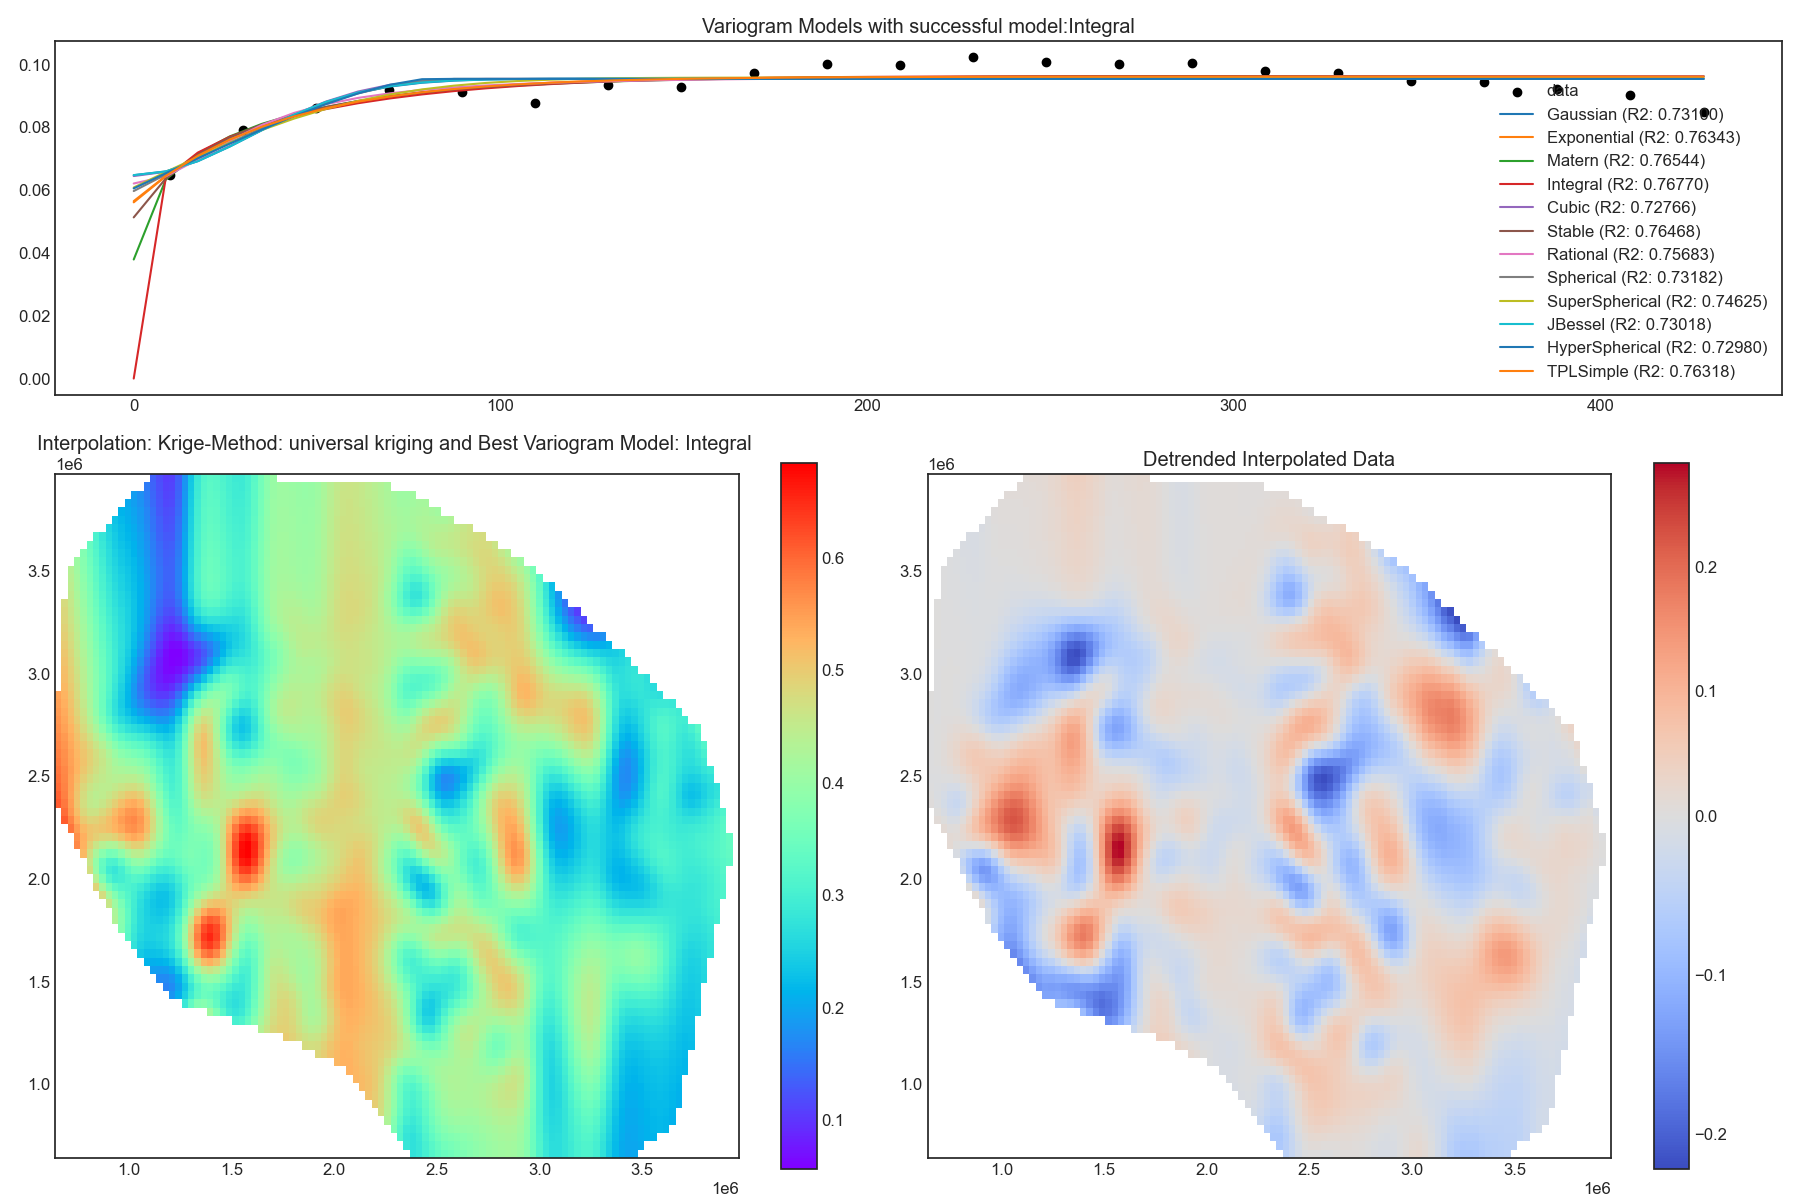 Variogram Models with successful model:Integral
0.10
0.08
0.06
0.04
0.02
0.00
data
Gaussian (R2: 0.73100)
Exponential (R2: 0.76343)
Matern (R2: 0.76544)
Integral (R2: 0.76770)
Cubic (R2: 0.72766)
Stable (R2: 0.76468)
Rational (R2: 0.75683)
Spherical (R2: 0.73182)
SuperSpherical (R2: 0.74625)
JBessel (R2: 0.73018)
HyperSpherical (R2: 0.72980)
TPLSimple (R2: 0.76318)
0 100 200 300 400
Interpolation: Krige-Method: universal kriging and Best Variogram Model: Integral
1e6
3.5
3.0
2.5
2.0
1.5
1.0
1.0 1.5 2.0 2.5 3.0 3.5
1e6
0.6
0.5
0.4
0.3
0.2
0.1
Detrended Interpolated Data
1e6
3.5
3.0
2.5
2.0
1.5
1.0
1.0 1.5 2.0 2.5 3.0 3.5
1e6
0.2
0.1
0.0
−0.1
−0.2